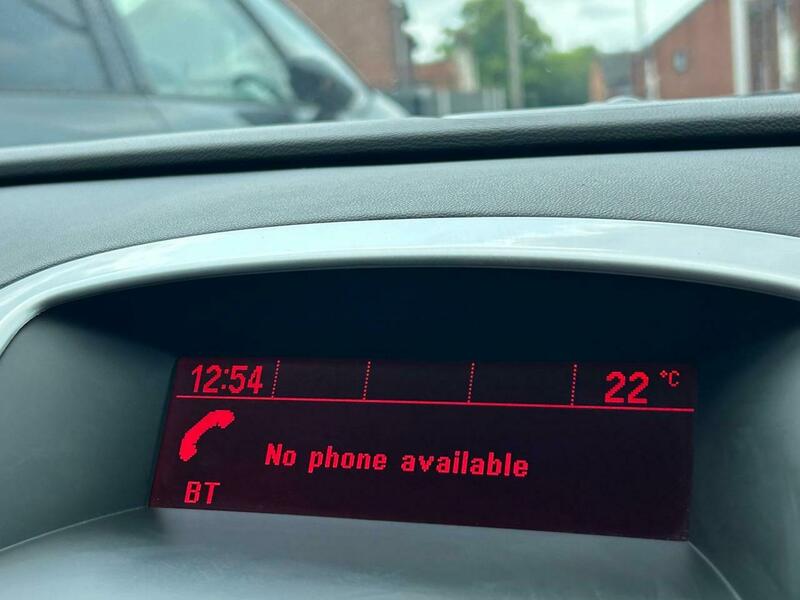 12:54 22 °C
No phone available
BT